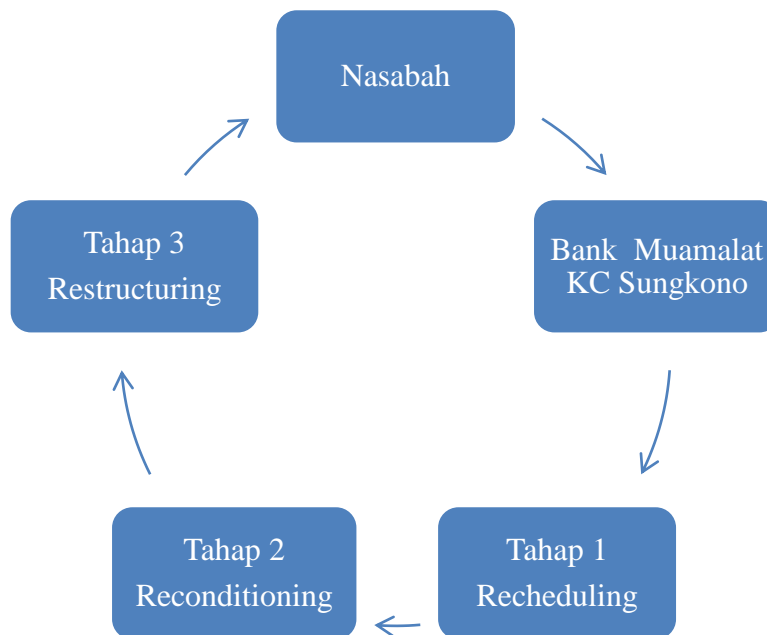 Nasabah
Bank Muamalat
KC Sungkono
Tahap 1
Recheduling
Tahap 2
Reconditioning
Tahap 3
Restructuring